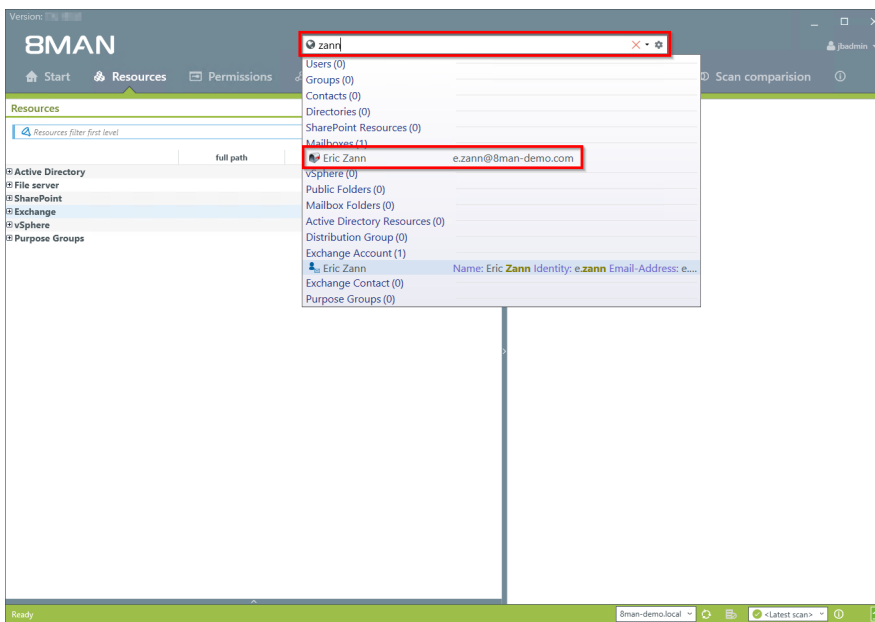 Version:
8MAN
zann
jbadmin
Start
Resources
Permissions
Scan comparision
Resources
Resources filter first level
full path
Active Directory
File server
SharePoint
Exchange
vSphere
Purpose Groups
Users (0)
Groups (0)
Contacts (0)
Directories (0)
SharePoint Resources (0)
Mailboxes (1)
Eric Zann e.zann@8man-demo.com
vSphere (0)
Public Folders (0)
Mailbox Folders (0)
Active Directory Resources (0)
Distribution Group (0)
Exchange Account (1)
Eric Zann Name: Eric Zann Identity: e.zann Email-Address: e....
Exchange Contact (0)
Purpose Groups (0)
Ready
8man-demo.local
<Latest scan>